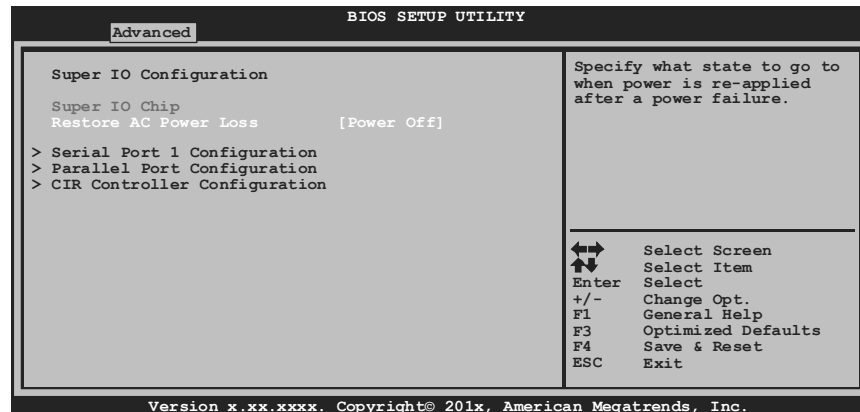 BIOS SETUP UTILITY
Advanced
Super IO Configuration
Super IO Chip
Restore AC Power Loss [Power Off]
> Serial Port 1 Configuration
> Parallel Port Configuration
> CIR Controller Configuration
Specify what state to go to
when power is re-applied
after a power failure.
Select Screen
Select Item
Enter Select
+/- Change Opt.
F1 General Help
F3 Optimized Defaults
F4 Save & Reset
ESC Exit
Version x.xx.xxxx. Copyright© 201x, American Megatrends, Inc.